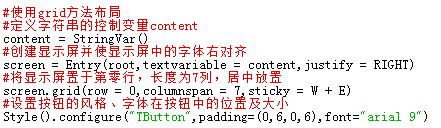 #使用grid方法布局
#定义字符串的控制变量content
content = StringVar()
#创建显示屏并使显示屏中的字体右对齐
screen = Entry(root,textvariable = content,justify = RIGHT)
#将显示屏置于第零行，长度为7列，居中放置
screen.grid(row = 0,columnspan = 7,sticky = W + E)
#设置按钮的风格、字体在按钮中的位置及大小
Style().configure("TButton",padding=(0,6,0,6),font="arial 9")